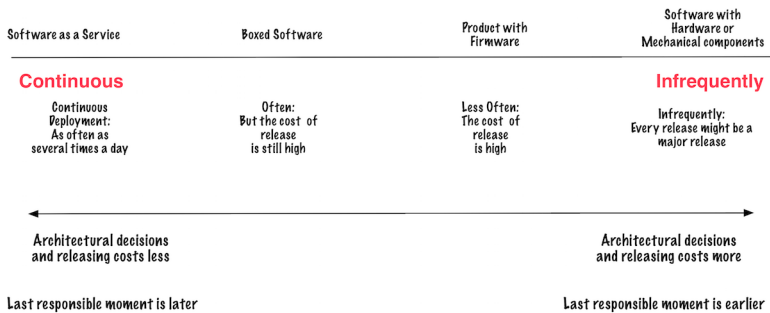 Software as a Service
Boxed Software
Product with
Firmware
Software with
Hardware or
Mechanical components
Continuous
Infrequently
Continuous
Deployment:
As often as
several times a day
Often:
But the cost of
release
is still high
Less Often:
The cost of
release
is high
Infrequently:
Every release might be a
major release
Architectural decisions
and releasing costs less
Architectural decisions
and releasing costs more
Last responsible moment is later
Last responsible moment is earlier